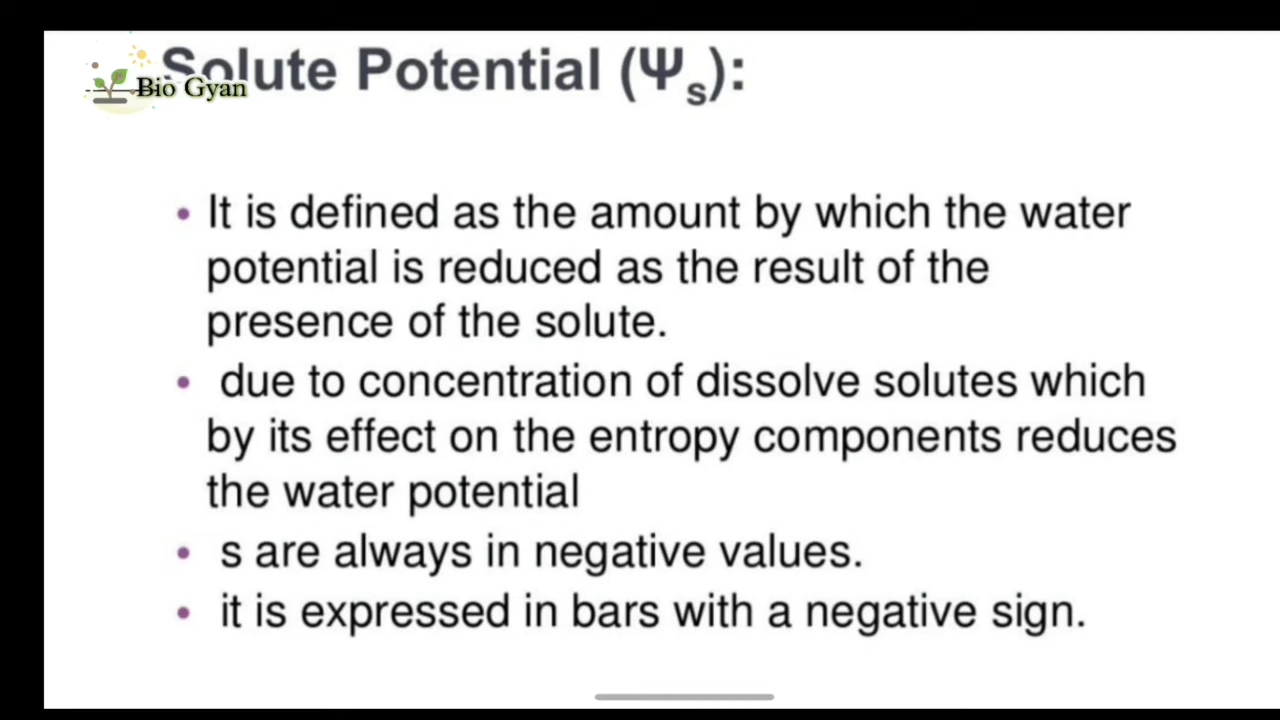 Solute Potential (Ψs):
Bio Gyan
• It is defined as the amount by which the water
potential is reduced as the result of the
presence of the solute.
• due to concentration of dissolve solutes which
by its effect on the entropy components reduces
the water potential
• s are always in negative values.
• it is expressed in bars with a negative sign.